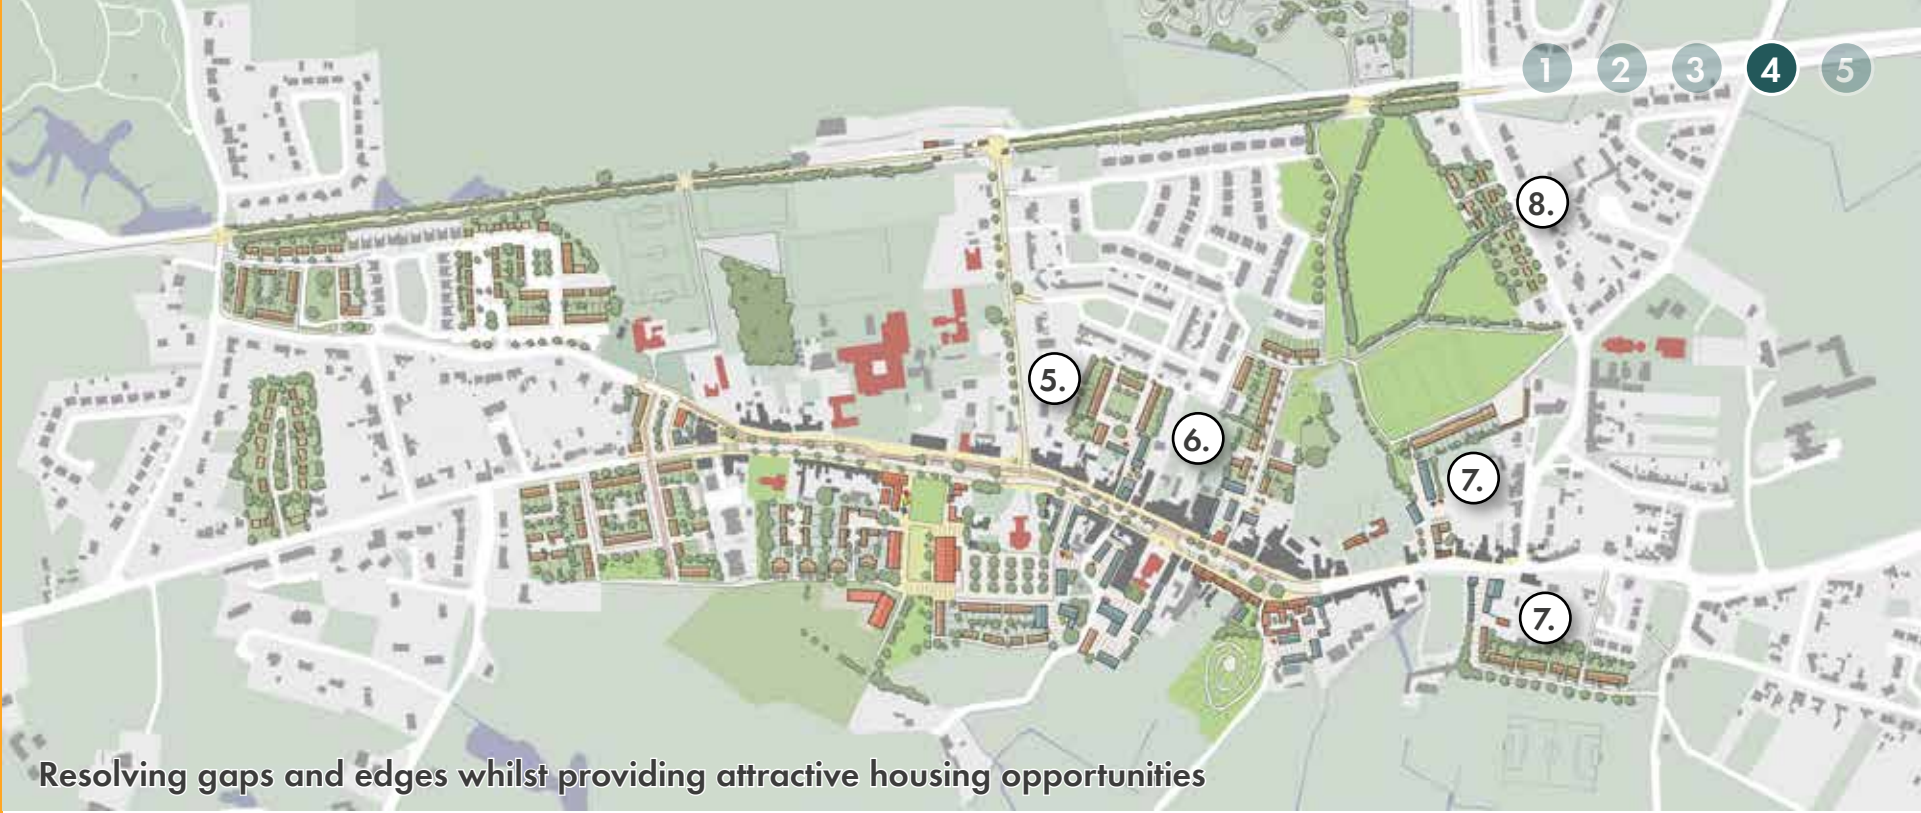 1 2 3 4 5
8.
5.
6.
7.
7.
Resolving gaps and edges whilst providing attractive housing opportunities